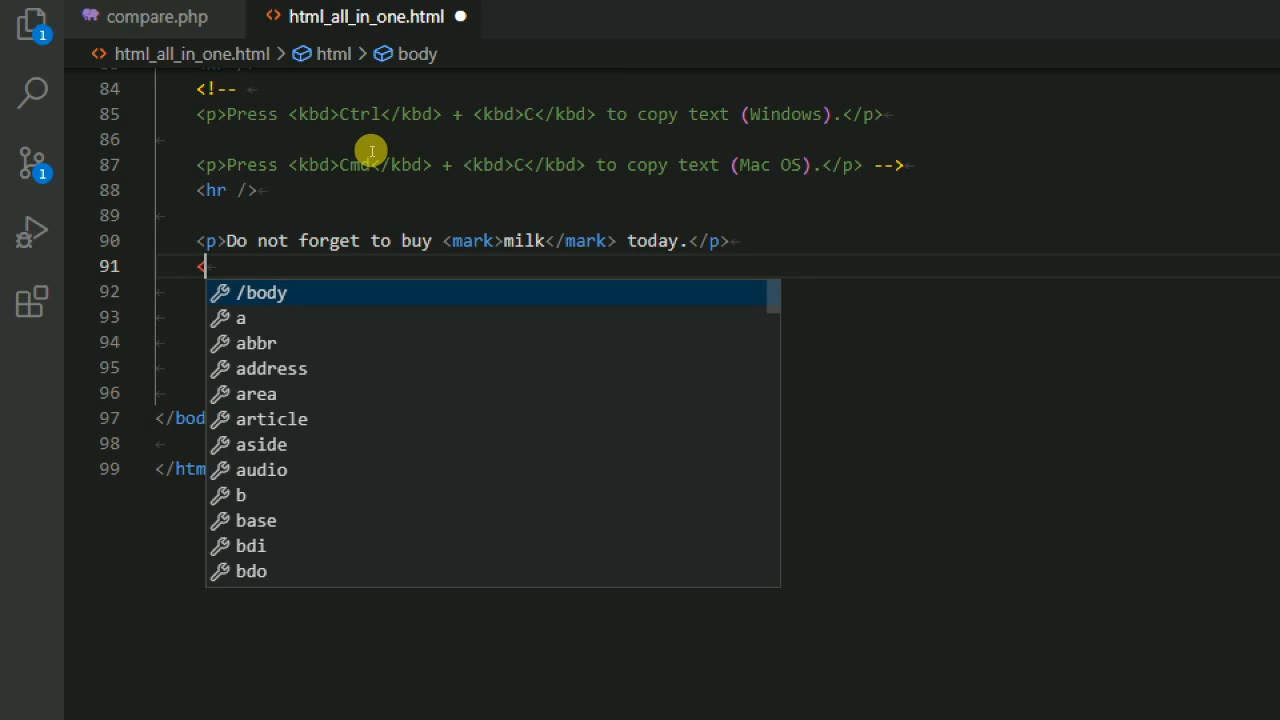 compare.php
html_all_in_one.html
html_all_in_one.html > html > body
84 <!--
85 <p>Press <kbd>Ctrl</kbd> + <kbd>C</kbd> to copy text (Windows).</p>
86
87 <p>Press <kbd>Cmd</kbd> + <kbd>C</kbd> to copy text (Mac OS).</p> -->
88 <hr />
89
90 <p>Do not forget to buy <mark>milk</mark> today.</p>
91 <
92 /body
93 a
94 abbr
95 address
96 area
97 </bod article
98 aside
99 </htm audio
b
base
bdi
bdo
1
1